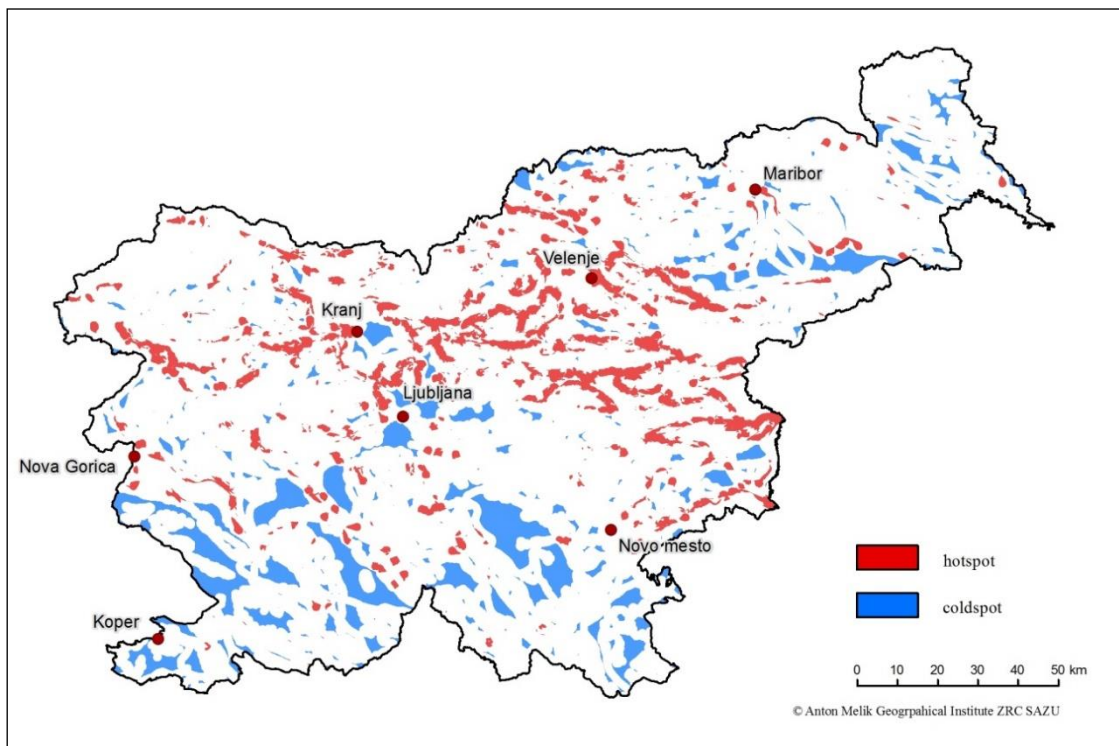 Maribor
Velenje
Kranj
Ljubljana
Nova Gorica
Novo mesto
Koper
hotspot
coldspot
0 10 20 30 40 50 km
© Anton Melik Geogrpahical Institute ZRC SAZU